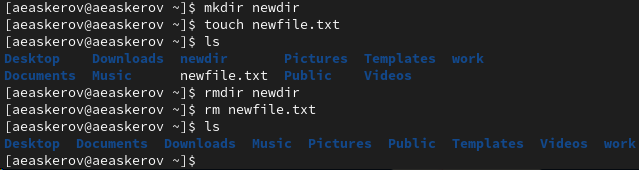 [aeaskerov@aeaskerov ~]$ mkdir newdir
[aeaskerov@aeaskerov ~]$ touch newfile.txt
[aeaskerov@aeaskerov ~]$ ls
Desktop    Downloads  newdir       Pictures  Templates  work
Documents  Music      newfile.txt  Public    Videos
[aeaskerov@aeaskerov ~]$ rmdir newdir
[aeaskerov@aeaskerov ~]$ rm newfile.txt
[aeaskerov@aeaskerov ~]$ ls
Desktop  Documents  Downloads  Music  Pictures  Public  Templates  Videos  work
[aeaskerov@aeaskerov ~]$